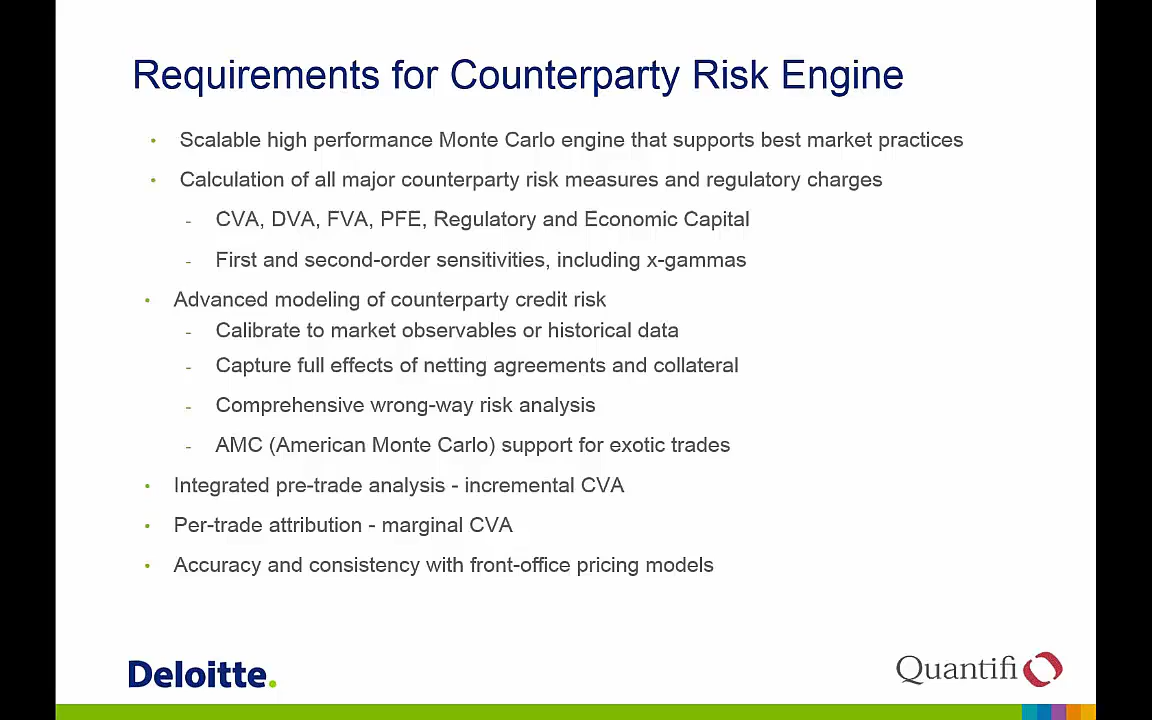 Requirements for Counterparty Risk Engine
• Scalable high performance Monte Carlo engine that supports best market practices
• Calculation of all major counterparty risk measures and regulatory charges
- CVA, DVA, FVA, PFE, Regulatory and Economic Capital
- First and second-order sensitivities, including x-gammas
• Advanced modeling of counterparty credit risk
- Calibrate to market observables or historical data
- Capture full effects of netting agreements and collateral
- Comprehensive wrong-way risk analysis
- AMC (American Monte Carlo) support for exotic trades
• Integrated pre-trade analysis - incremental CVA
• Per-trade attribution - marginal CVA
• Accuracy and consistency with front-office pricing models
Deloitte.
Quantifi